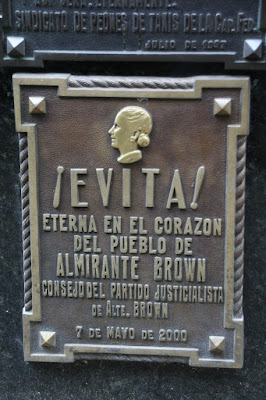 SINDICATO DE PEONES DE TAXIS DE LA CAP. FED.
JULIO DE 1952
¡EVITA!
ETERNA EN EL CORAZON
DEL PUEBLO DE
ALMIRANTE BROWN
CONSEJO DEL PARTIDO JUSTICIALISTA
DE ALTE. BROWN
7 DE MAYO DE 2000